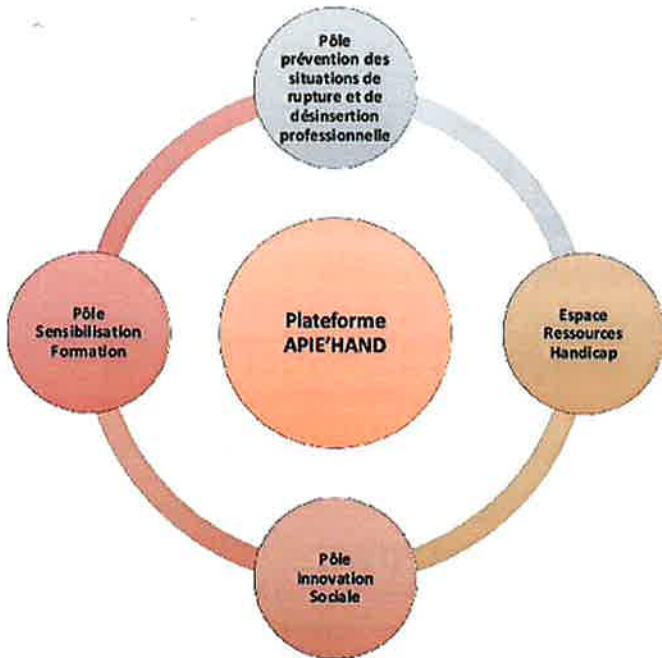 Pôle
prévention des
situations de
rupture et de
désinsertion
professionnelle
Pôle
Sensibilisation
Formation
Plateforme
APIE'HAND
Espace
Ressources
Handicap
Pôle
Innovation
Sociale